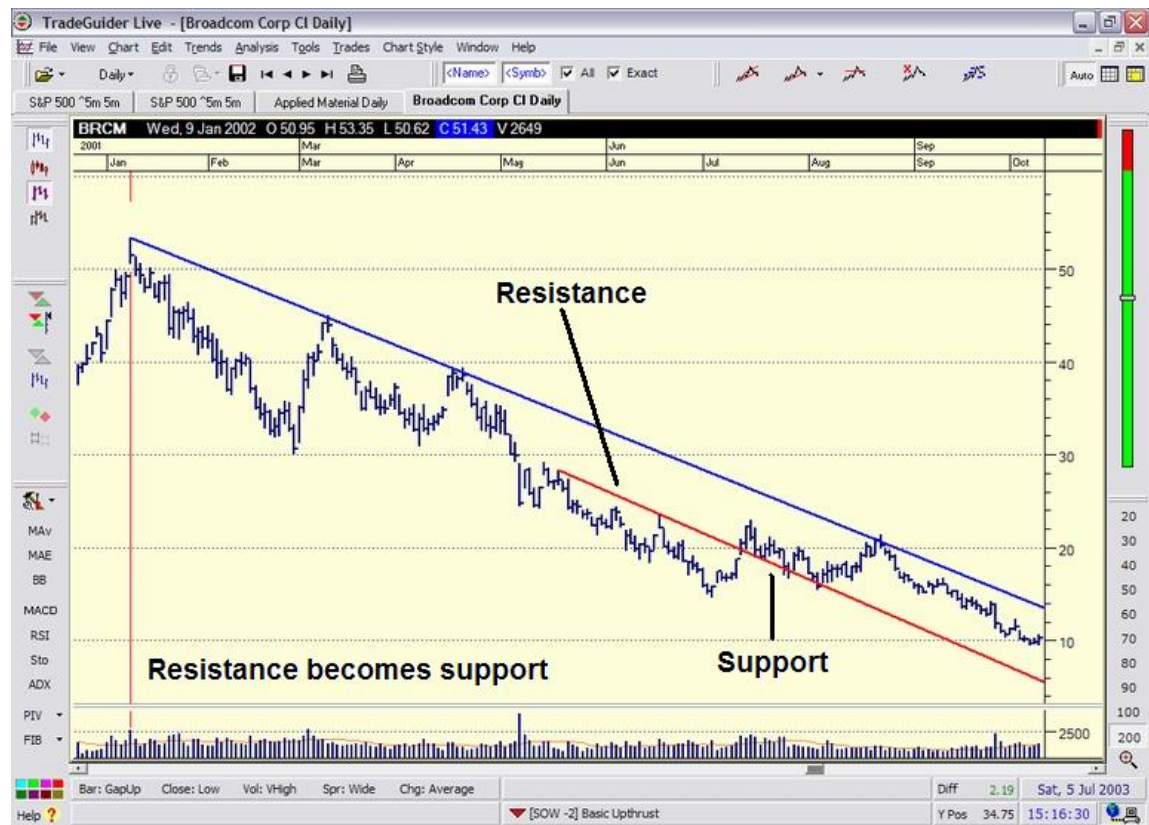 TradeGuider Live - [Broadcom Corp Cl Daily]
File View Chart Edit Trends Analysis Tools Trades Chart Style Window Help
Daily <Name> <Symb> All Exact Auto
S&P 500 ^5m 5m S&P 500 ^5m 5m Applied Material Daily Broadcom Corp Cl Daily
BRCM Wed, 9 Jan 2002 O 50.95 H 53.35 L 50.62 C 51.43 V 2649
2001 Mar Jun Sep
Jan Feb Mar Apr May Jun Jul Aug Sep Oct
50
Resistance
40
30
20
10
Resistance becomes support
Support
2500
MAv
MAE
BB
MACD
RSI
Sto
ADX
PIV
FIB
20
30
40
50
60
70
80
90
100
200
Bar: GapUp Close: Low Vol: VHigh Spr: Wide Chg: Average Diff 2.19 Sat, 5 Jul 2003
Help ? [SOW -2] Basic Upthrust Y Pos 34.75 15:16:30